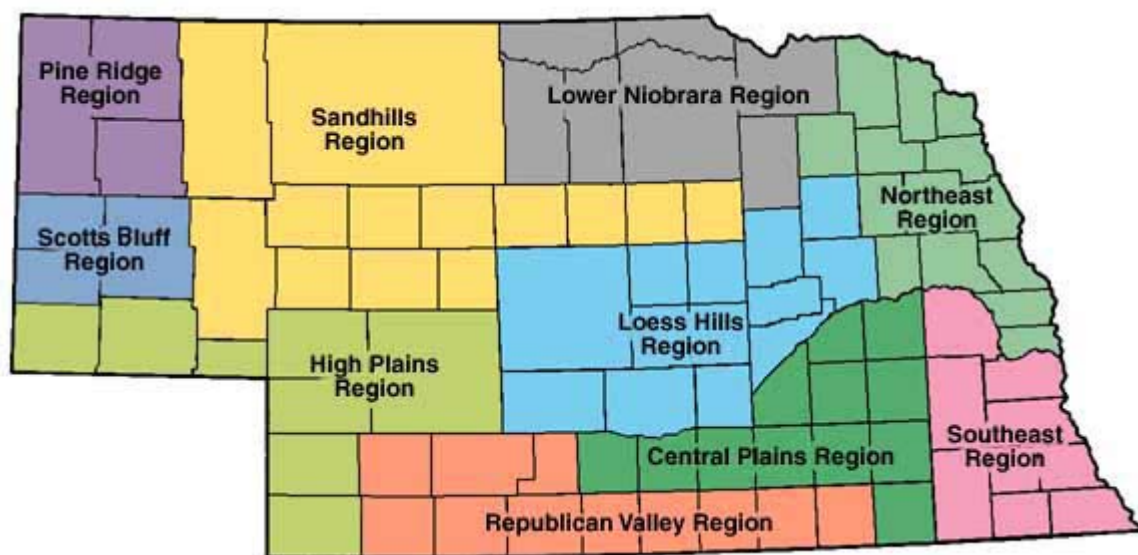 Pine Ridge
Region
Sandhills
Region
Lower Niobrara Region
Northeast
Region
Scotts Bluff
Region
Loess Hills
Region
High Plains
Region
Central Plains Region
Southeast
Region
Republican Valley Region